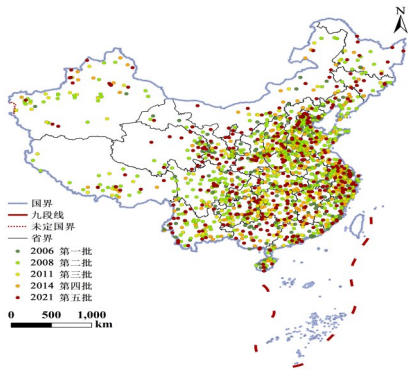 N
国界
九段线
未定国界
省界
2006 第一批
2008 第二批
2011 第三批
2014 第四批
2021 第五批
0 500 1,000
km